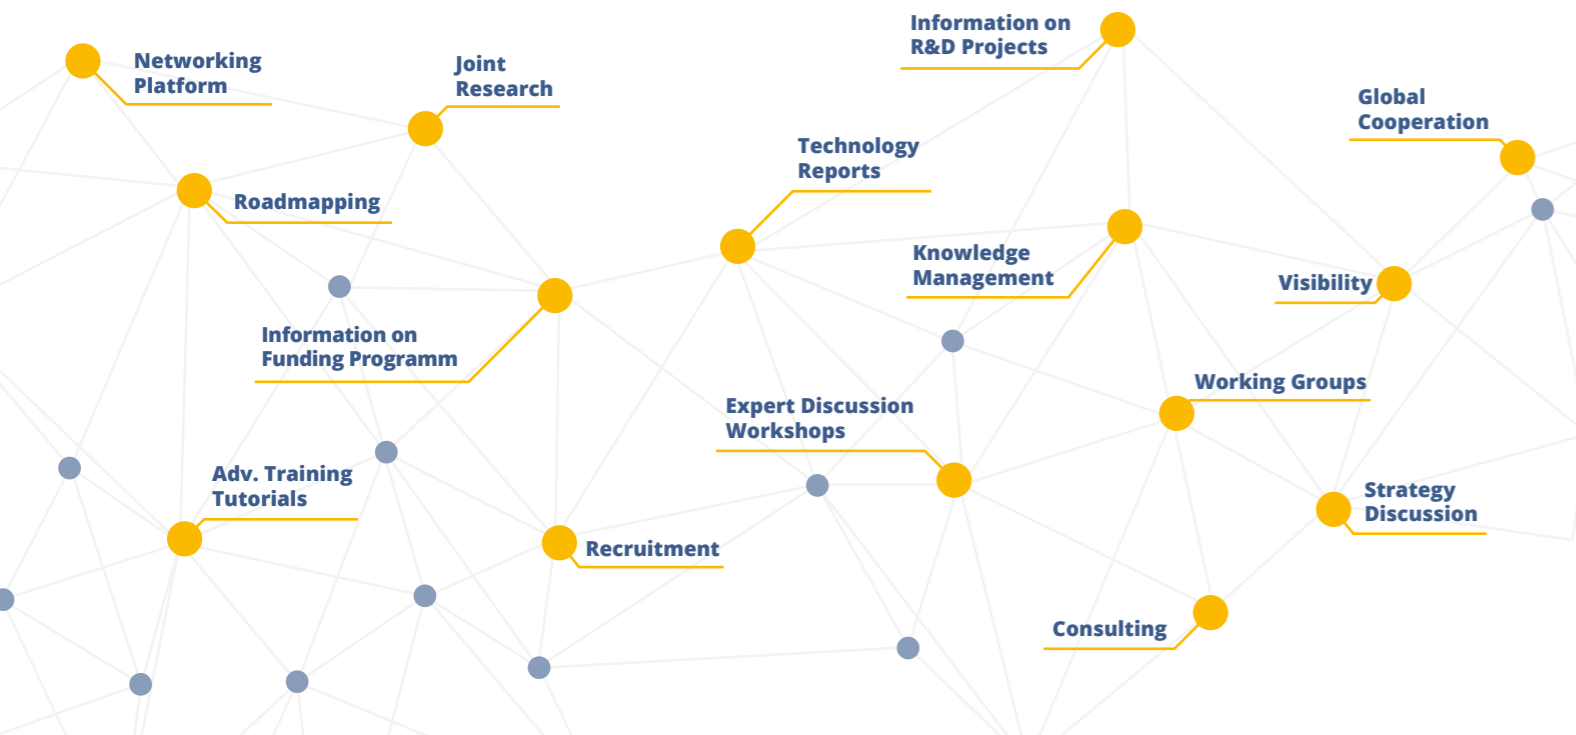 Networking
Platform
Joint
Research
Information on
R&D Projects
Global
Cooperation
Technology
Reports
Roadmapping
Knowledge
Management
Visibility
Information on
Funding Programm
Working Groups
Expert Discussion
Workshops
Adv. Training
Tutorials
Strategy
Discussion
Recruitment
Consulting